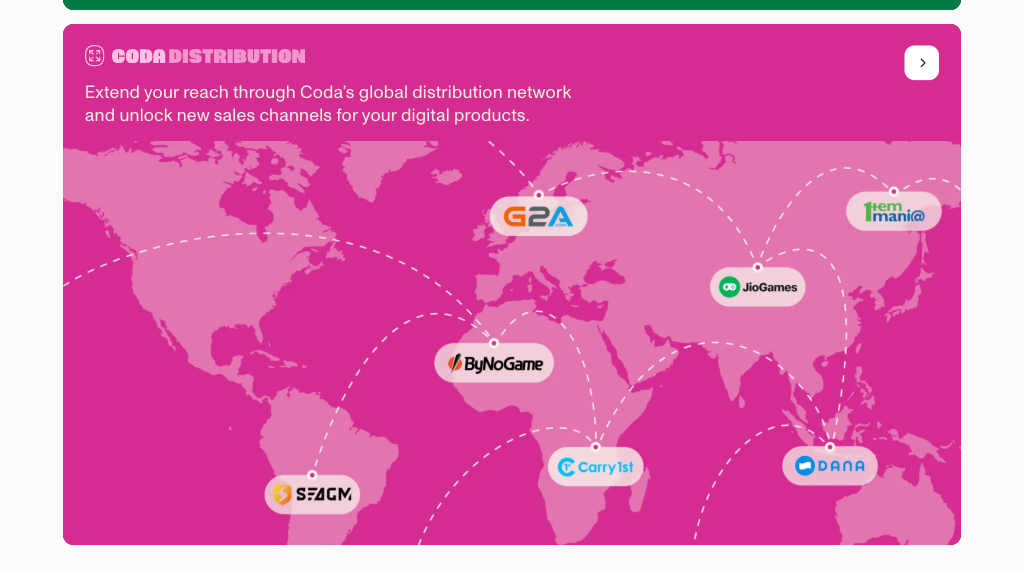 CODA DISTRIBUTION
Extend your reach through Coda's global distribution network
and unlock new sales channels for your digital products.
G2A
1tem
mani@
JioGames
ByNoGame
Carry1st
DANA
SEAGM